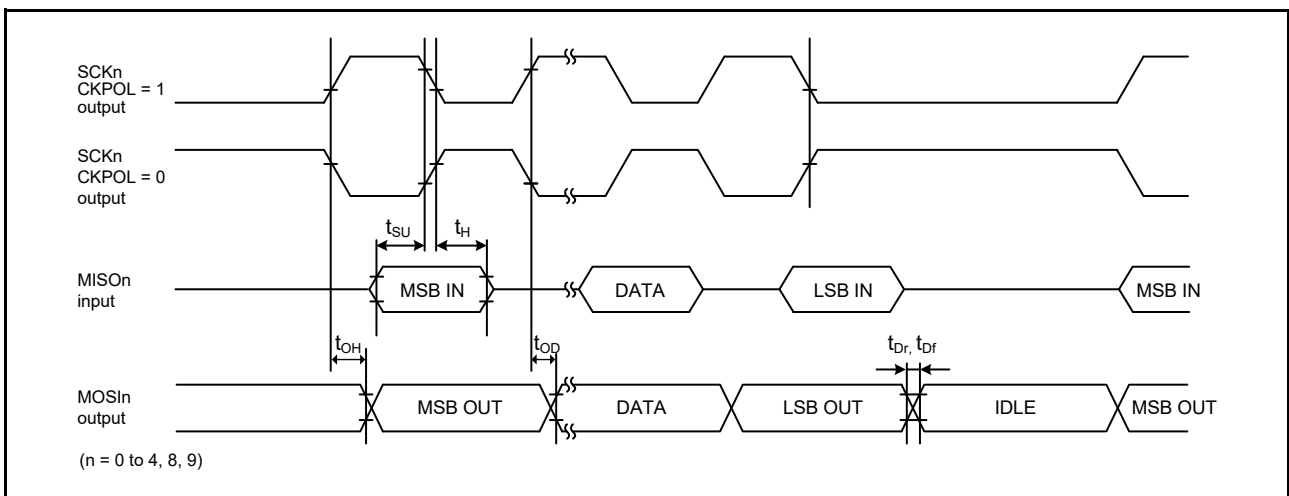 SCKn
CKPOL = 1
output
SCKn
CKPOL = 0
output
tSU
tH
MISOn
input
MSB IN
DATA
LSB IN
MSB IN
tOH
tOD
tDr, tDf
MOSIn
output
MSB OUT
DATA
LSB OUT
IDLE
MSB OUT
(n = 0 to 4, 8, 9)